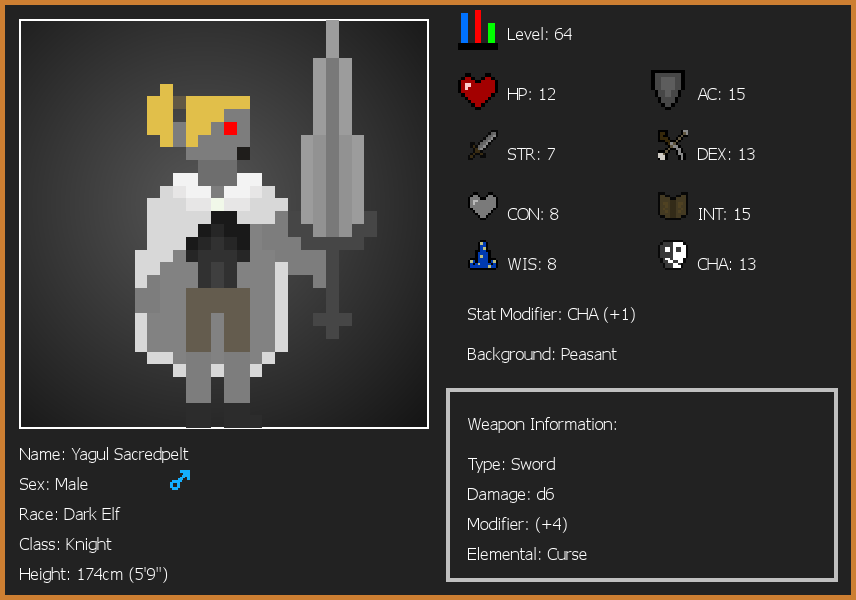 Level: 64
HP: 12
AC: 15
STR: 7
DEX: 13
CON: 8
INT: 15
WIS: 8
CHA: 13
Stat Modifier: CHA (+1)
Background: Peasant
Weapon Information:
Type: Sword
Damage: d6
Modifier: (+4)
Elemental: Curse
Name: Yagul Sacredpelt
Sex: Male
Race: Dark Elf
Class: Knight
Height: 174cm (5'9")